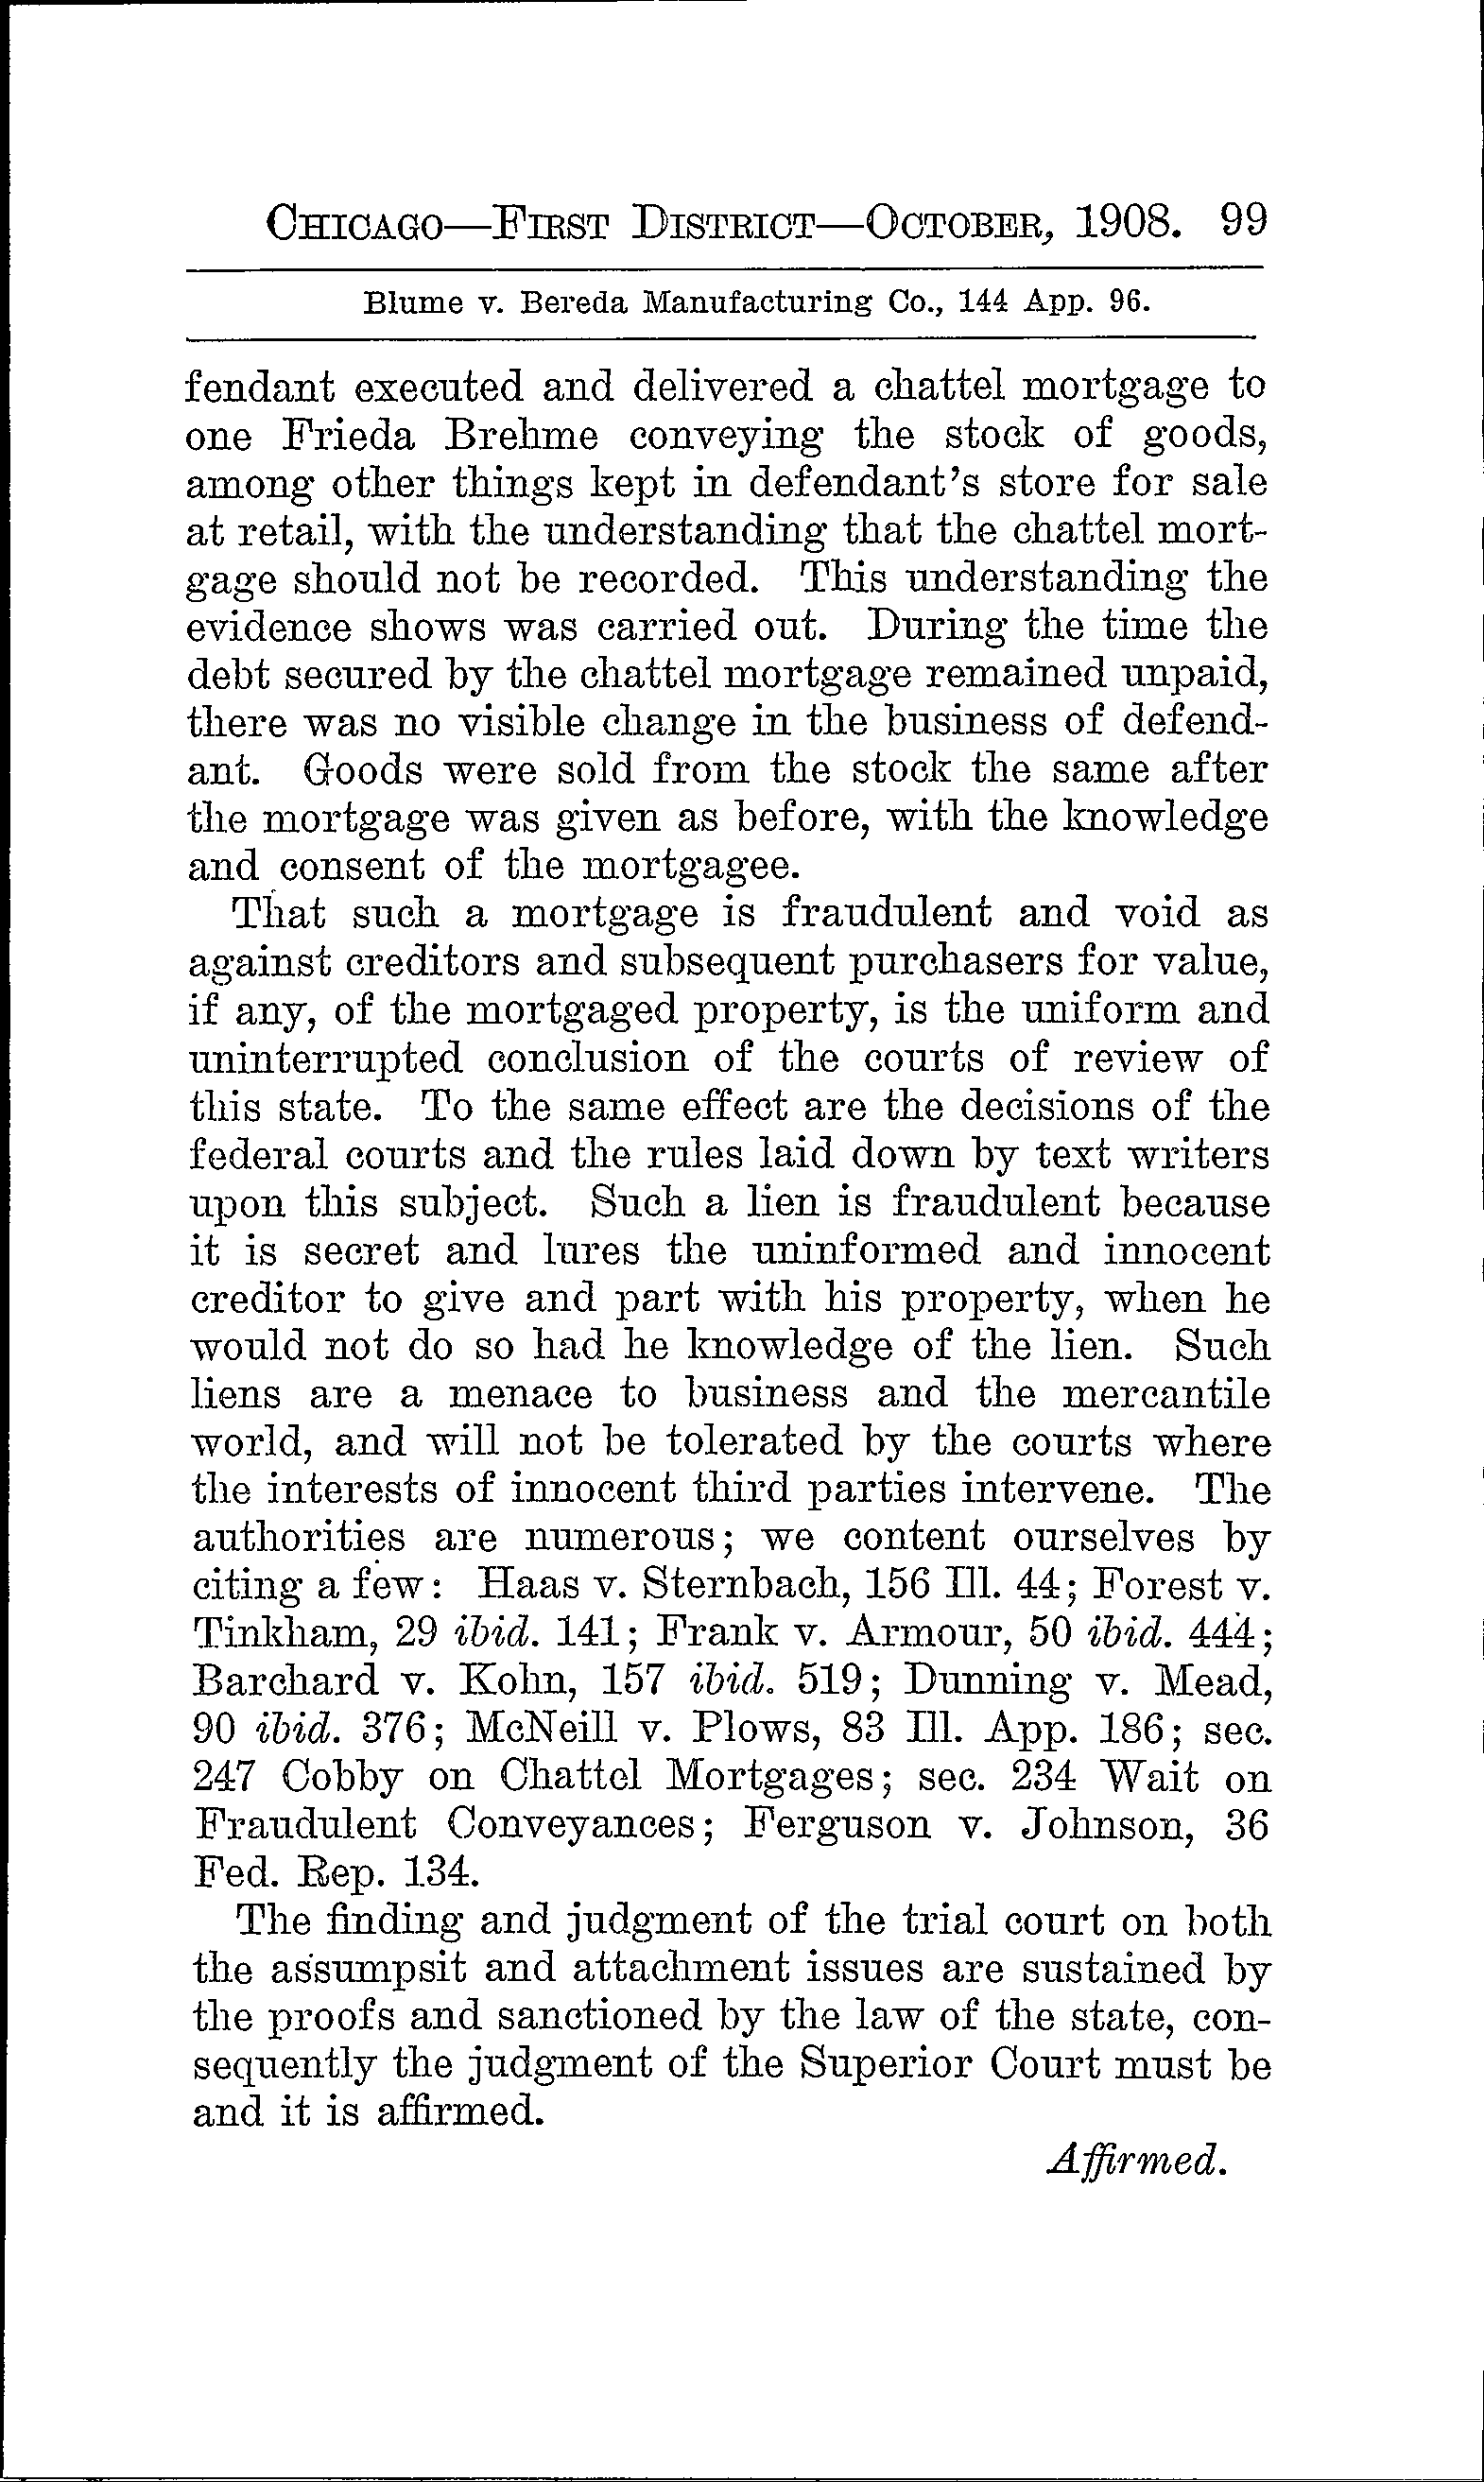 CHICAGO—FIRST DISTRICT—OCTOBER, 1908. 99
Blume v. Bereda Manufacturing Co., 144 App. 96.
fendant executed and delivered a chattel mortgage to
one Frieda Brehme conveying the stock of goods,
among other things kept in defendant's store for sale
at retail, with the understanding that the chattel mort-
gage should not be recorded. This understanding the
evidence shows was carried out. During the time the
debt secured by the chattel mortgage remained unpaid,
there was no visible change in the business of defend-
ant. Goods were sold from the stock the same after
the mortgage was given as before, with the knowledge
and consent of the mortgagee.
That such a mortgage is fraudulent and void as
against creditors and subsequent purchasers for value,
if any, of the mortgaged property, is the uniform and
uninterrupted conclusion of the courts of review of
this state. To the same effect are the decisions of the
federal courts and the rules laid down by text writers
upon this subject. Such a lien is fraudulent because
it is secret and lures the uninformed and innocent
creditor to give and part with his property, when he
would not do so had he knowledge of the lien. Such
liens are a menace to business and the mercantile
world, and will not be tolerated by the courts where
the interests of innocent third parties intervene. The
authorities are numerous; we content ourselves by
citing a few: Haas v. Sternbach, 156 Ill. 44; Forest v.
Tinkham, 29 ibid. 141; Frank v. Armour, 50 ibid. 444;
Barchard v. Kohn, 157 ibid. 519; Dunning v. Mead,
90 ibid. 376; McNeill v. Plows, 83 Ill. App. 186; sec.
247 Cobby on Chattel Mortgages; sec. 234 Wait on
Fraudulent Conveyances; Ferguson v. Johnson, 36
Fed. Rep. 134.
The finding and judgment of the trial court on both
the assumpsit and attachment issues are sustained by
the proofs and sanctioned by the law of the state, con-
sequently the judgment of the Superior Court must be
and it is affirmed.
Affirmed.